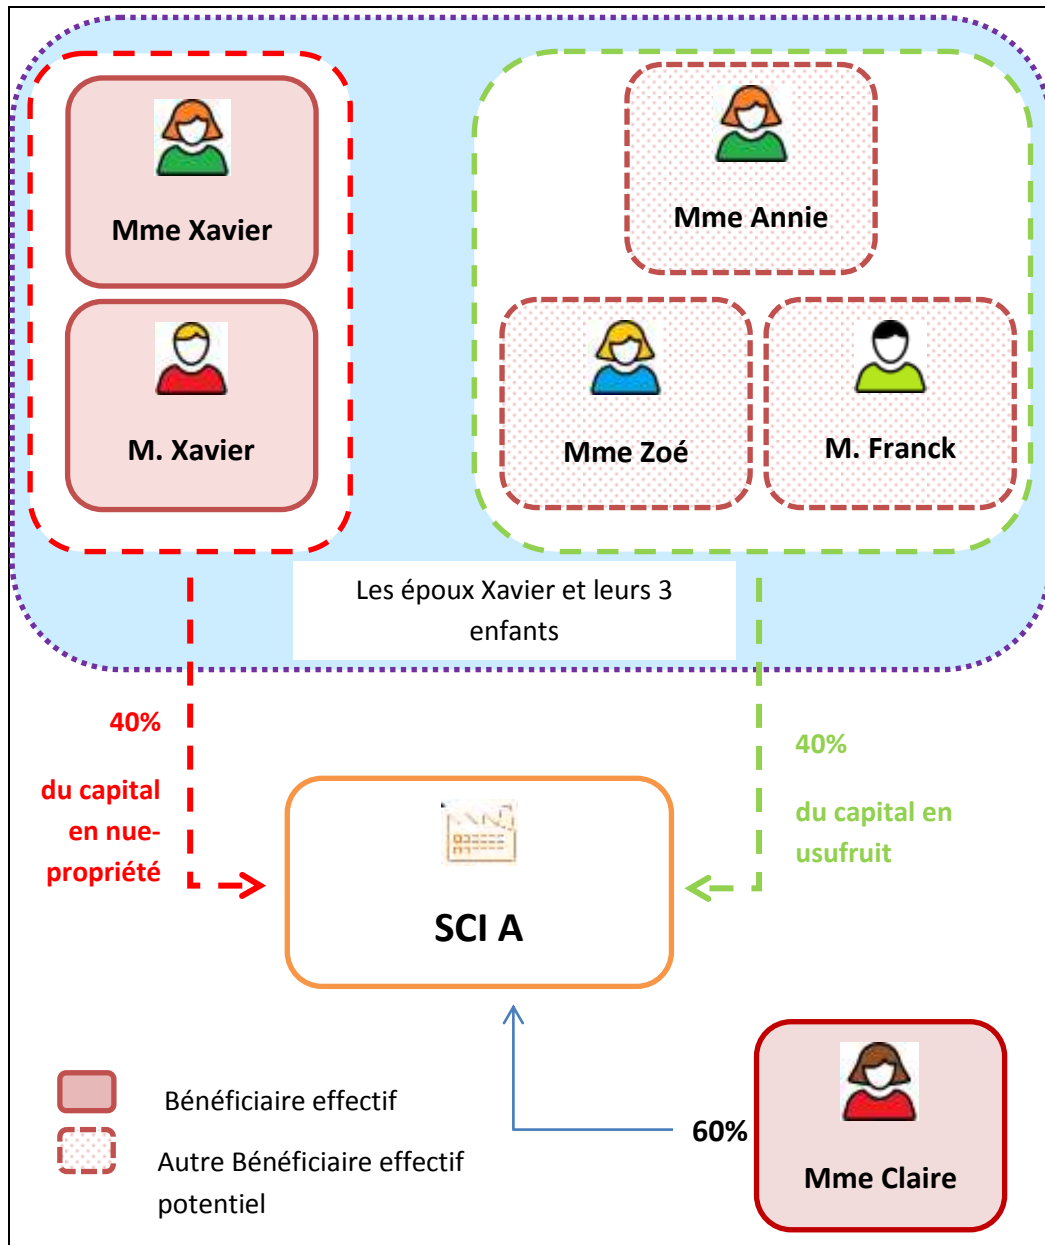 Mme Xavier
M. Xavier
Mme Annie
Mme Zoé
M. Franck
Les époux Xavier et leurs 3
enfants
40%
du capital
en nue-
propriété
40%
du capital en
usufruit
SCI A
60%
Mme Claire
Bénéficiaire effectif
Autre Bénéficiaire effectif
potentiel